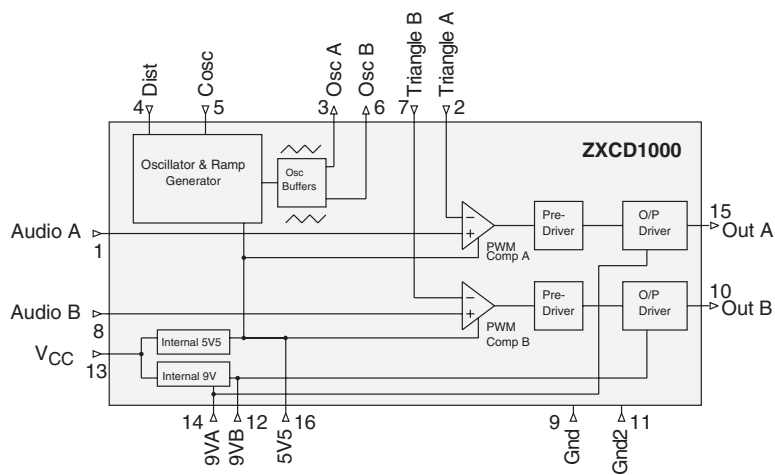 Dist
4
Cosc
5
Osc A
3
Osc B
6
Triangle B
7
Triangle A
2
ZXCD1000
Oscillator & Ramp
Generator
Osc
Buffers
Audio A
1
−
+
PWM
Comp A
Pre-
Driver
O/P
Driver
15
Out A
Audio B
8
−
+
PWM
Comp B
Pre-
Driver
O/P
Driver
10
Out B
VCC
13
Internal 5V5
Internal 9V
14
9VA
12
9VB
16
5V5
9
Gnd
11
Gnd2